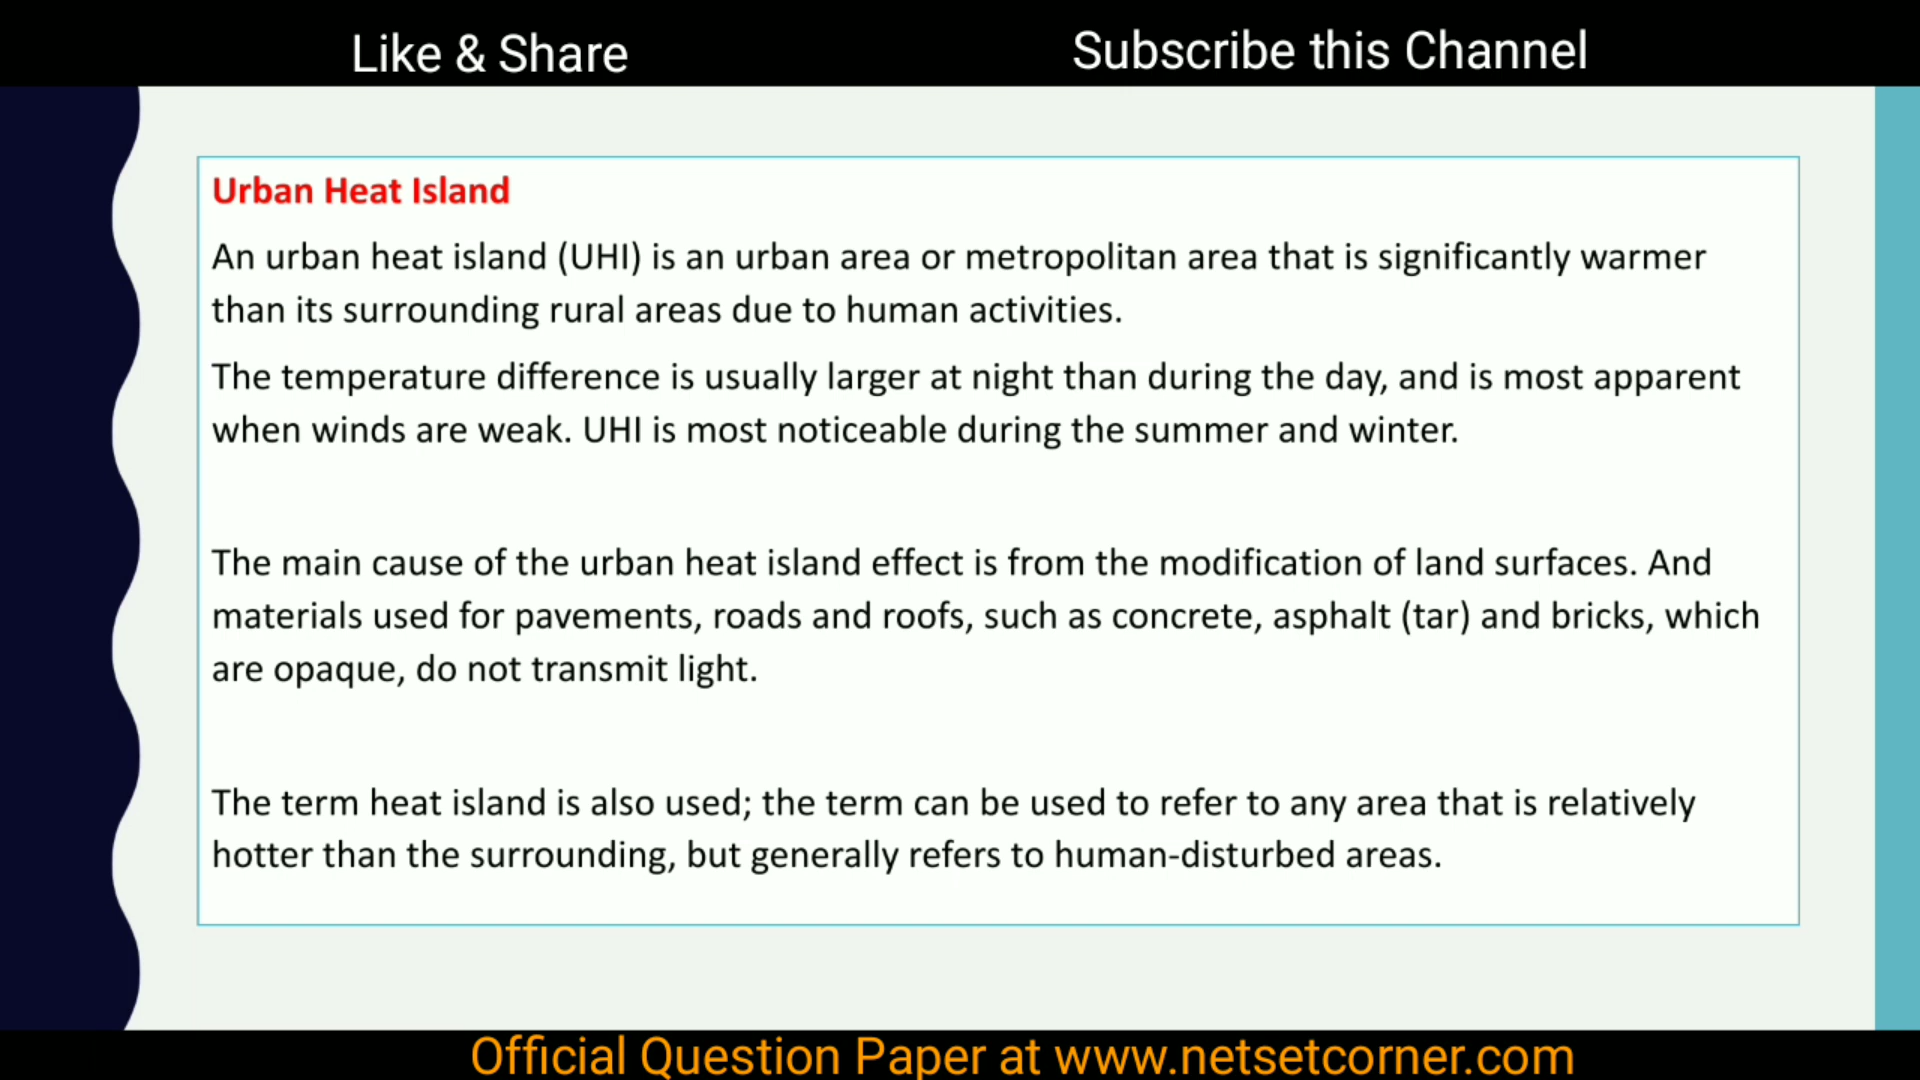 Like & Share
Subscribe this Channel
Urban Heat Island
An urban heat island (UHI) is an urban area or metropolitan area that is significantly warmer
than its surrounding rural areas due to human activities.
The temperature difference is usually larger at night than during the day, and is most apparent
when winds are weak. UHI is most noticeable during the summer and winter.
The main cause of the urban heat island effect is from the modification of land surfaces. And
materials used for pavements, roads and roofs, such as concrete, asphalt (tar) and bricks, which
are opaque, do not transmit light.
The term heat island is also used; the term can be used to refer to any area that is relatively
hotter than the surrounding, but generally refers to human-disturbed areas.
Official Question Paper at www.netsetcorner.com